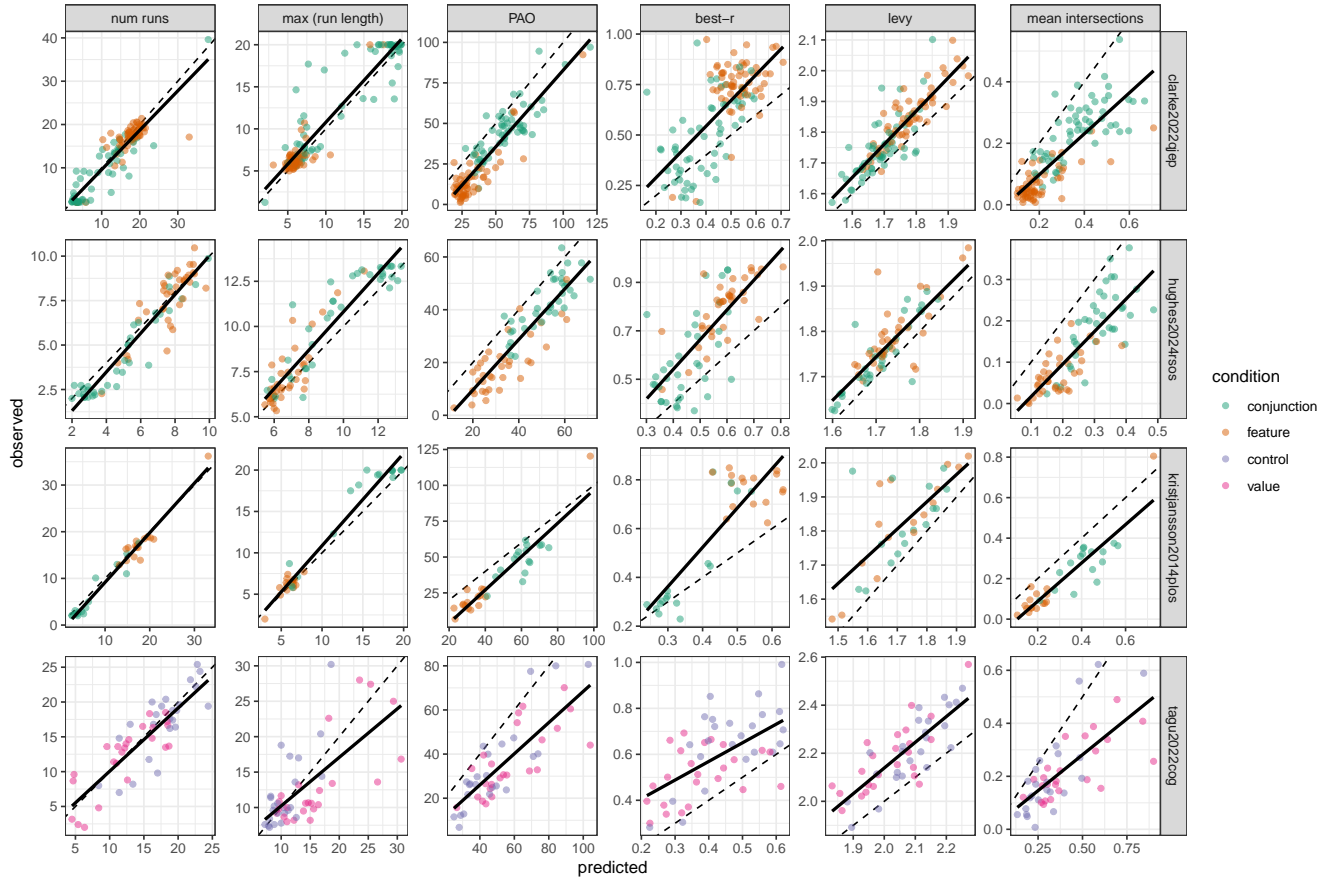 num runs max (run length) PAO best−r levy mean intersections
40 30 20 10
20 15 10 5
100 75 50 25 0
1.00 0.75 0.50 0.25
2.1 2.0 1.9 1.8 1.7 1.6
0.4 0.2 0.0
clarke2022qjep
10 20 30
5 10 15 20
25 50 75 100 125
0.2 0.3 0.4 0.5 0.6 0.7
1.6 1.7 1.8 1.9
0.2 0.4 0.6
10.0 7.5 5.0 2.5
12.5 10.0 7.5 5.0
60 40 20 0
0.9 0.7 0.5
2.0 1.9 1.8 1.7
0.3 0.2 0.1 0.0
hughes2024rsos
2 4 6 8 10
6 8 10 12
20 40 60
0.3 0.4 0.5 0.6 0.7 0.8
1.6 1.7 1.8 1.9
0.1 0.2 0.3 0.4 0.5
30 20 10 0
20 15 10 5
125 100 75 50 25
0.8 0.6 0.4 0.2
2.0 1.9 1.8 1.7 1.6
0.8 0.6 0.4 0.2 0.0
kristjansson2014plos
10 20 30
5 10 15 20
20 40 60 80 100
0.3 0.4 0.5 0.6
1.5 1.6 1.7 1.8 1.9
0.2 0.4 0.6
25 20 15 10 5
30 25 20 15 10
80 60 40 20
1.0 0.8 0.6 0.4
2.6 2.4 2.2 2.0
0.6 0.4 0.2 0.0
tagu2022cog
5 10 15 20 25
10 15 20 25 30
40 60 80 100
0.2 0.3 0.4 0.5 0.6
1.9 2.0 2.1 2.2
0.25 0.50 0.75
observed
predicted
condition
conjunction
feature
control
value